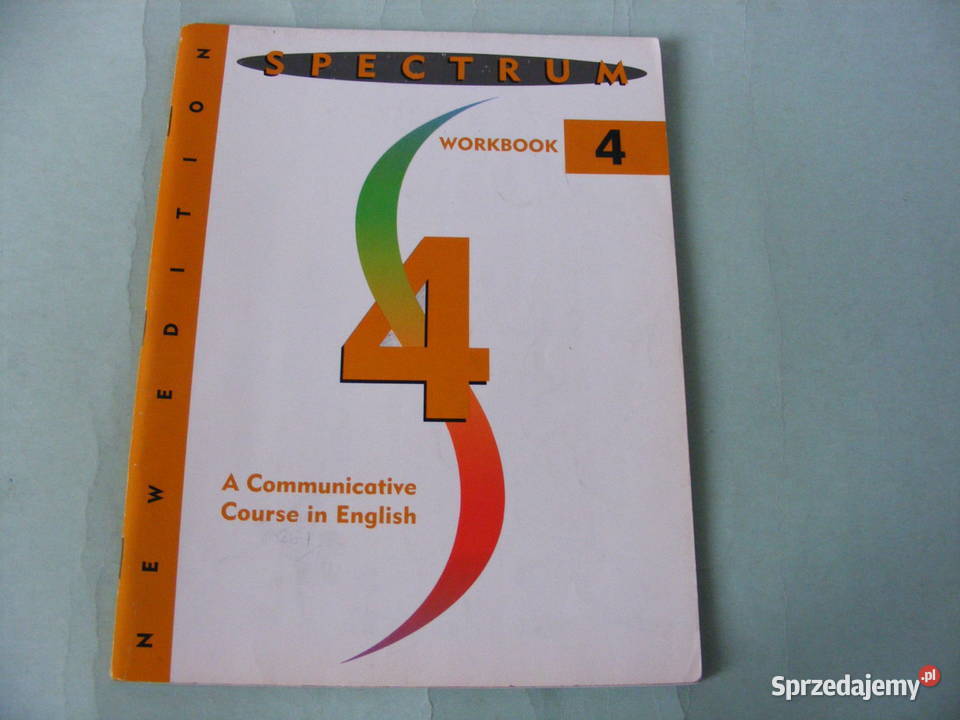 SPECTRUM
WORKBOOK 4
4
A Communicative
Course in English
NEW EDITION
Sprzedajemy.pl